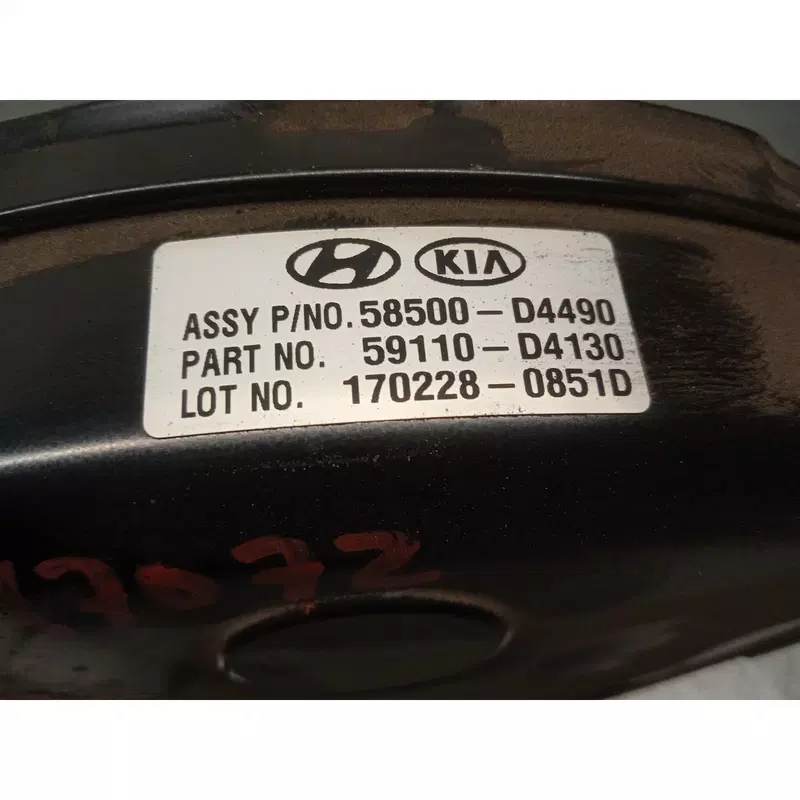 KIA
ASSY P/NO. 58500-D4490
PART NO. 59110-D4130
LOT NO. 170228-0851D